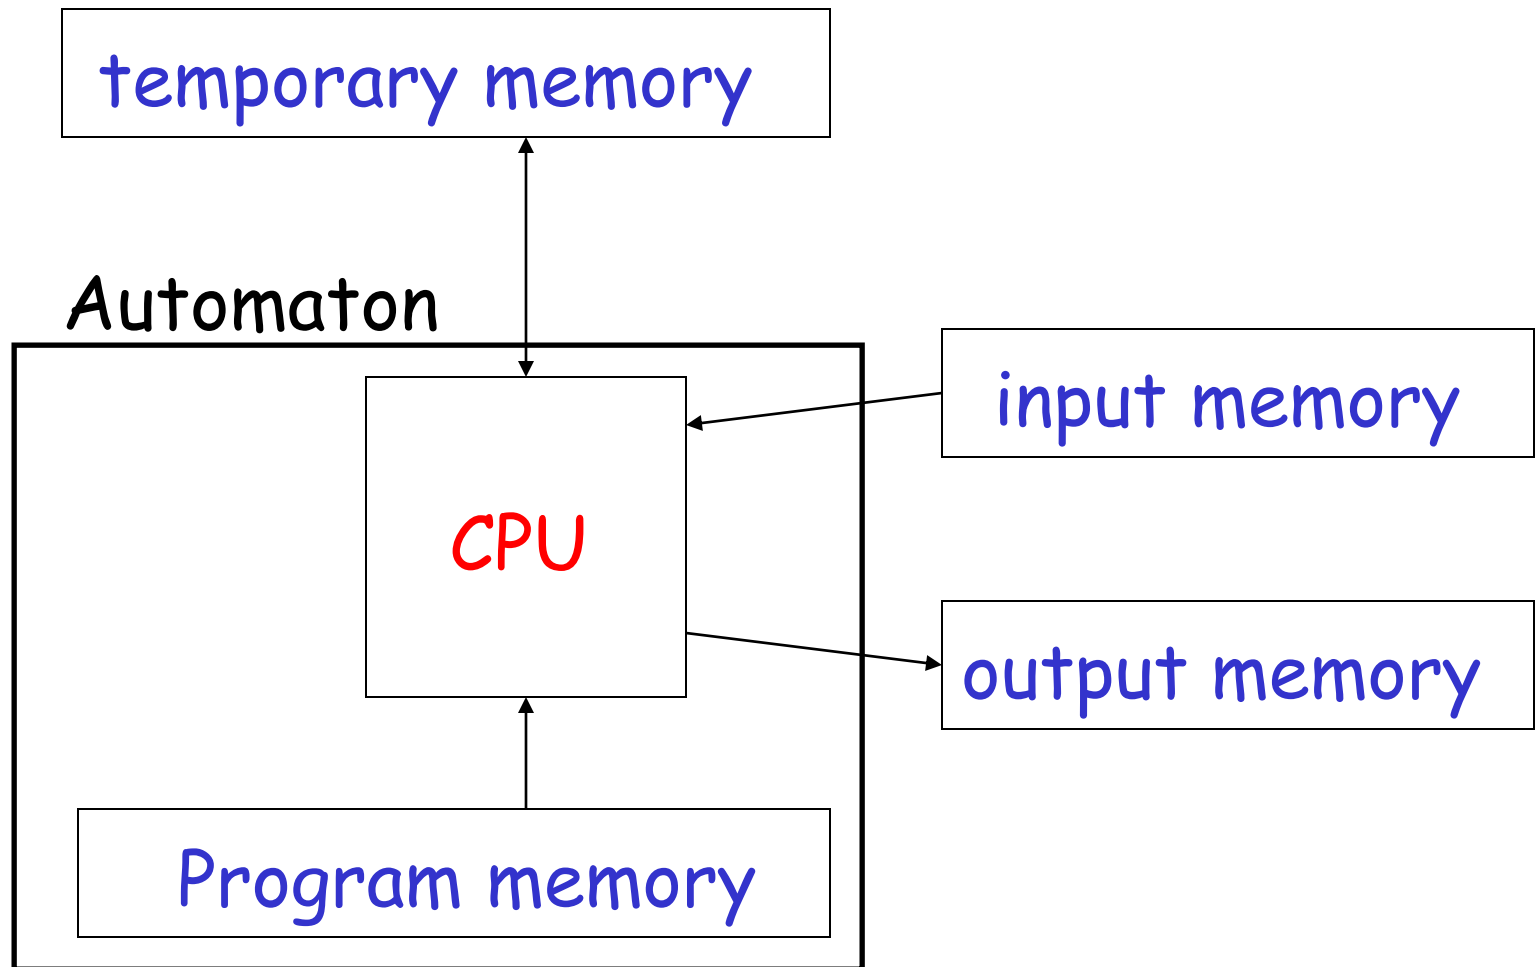 temporary memory
Automaton
input memory
CPU
output memory
Program memory